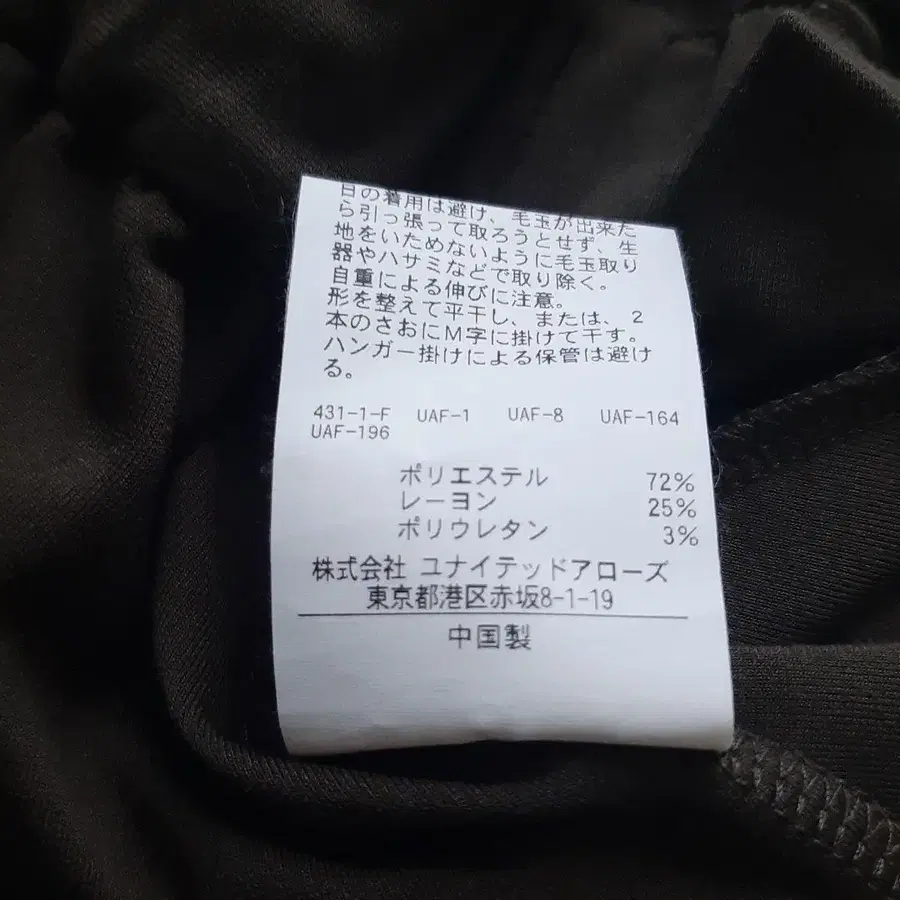 日の着用は避け、毛玉が出来た
ら引っ張って取ろうとせず、生
地をいためないように毛玉取り
器やハサミなどで取り除く。
自重による伸びに注意。
形を整えて平干し、または、2
本のさおにM字に掛けて干す。
ハンガー掛けによる保管は避け
る。
431-1-F UAF-1 UAF-8 UAF-164
UAF-196
ポリエステル 72%
レーヨン 25%
ポリウレタン 3%
株式会社 ユナイテッドアローズ
東京都港区赤坂8-1-19
中国製